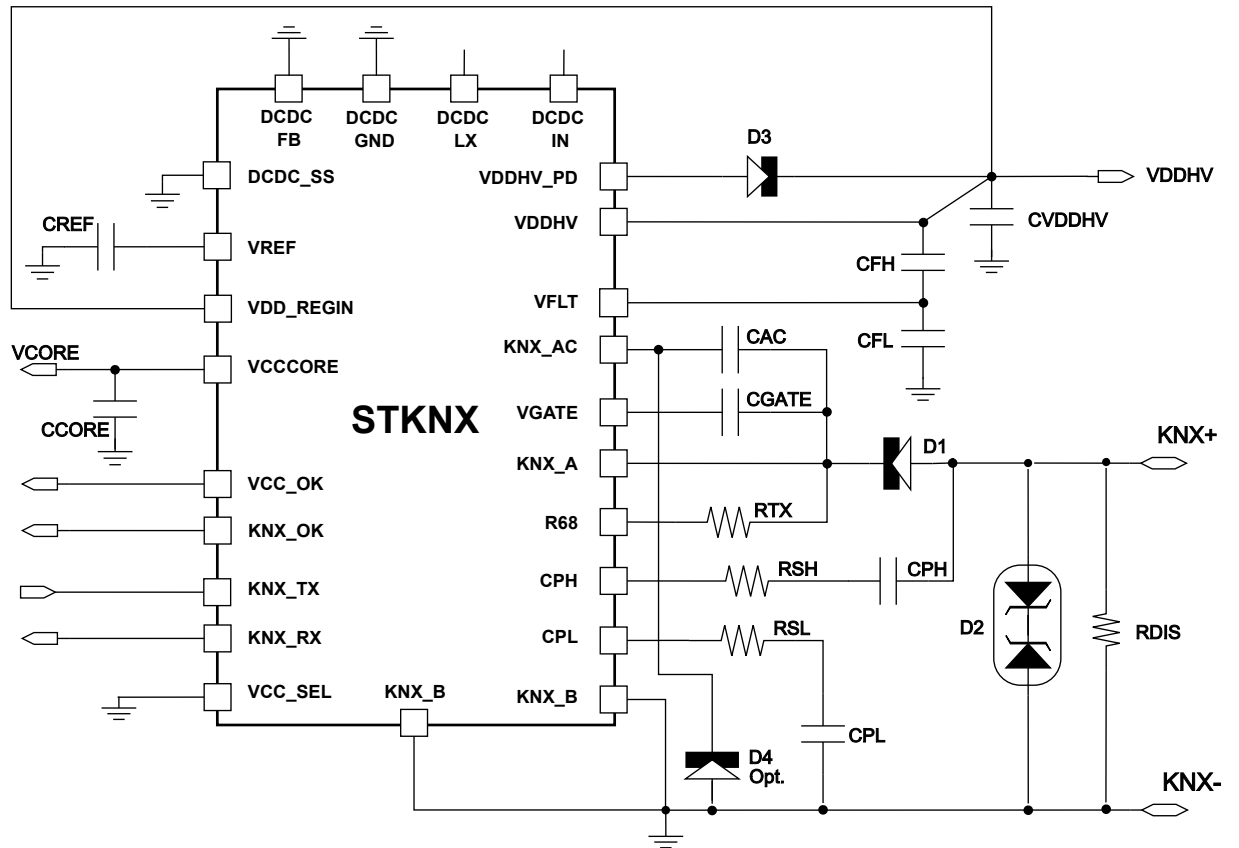 DCDC
FB
DCDC
GND
DCDC
LX
DCDC
IN
DCDC_SS
VREF
VDD_REGIN
VCCCORE
VCC_OK
KNX_OK
KNX_TX
KNX_RX
VCC_SEL
KNX_B
STKNX
VDDHV_PD
VDDHV
VFLT
KNX_AC
VGATE
KNX_A
R68
CPH
CPL
KNX_B
CREF
VCORE
CCORE
D3
VDDHV
CVDDHV
CFH
CFL
CAC
CGATE
D1
KNX+
RTX
RSH
CPH
RSL
D2
RDIS
CPL
D4
Opt.
KNX-